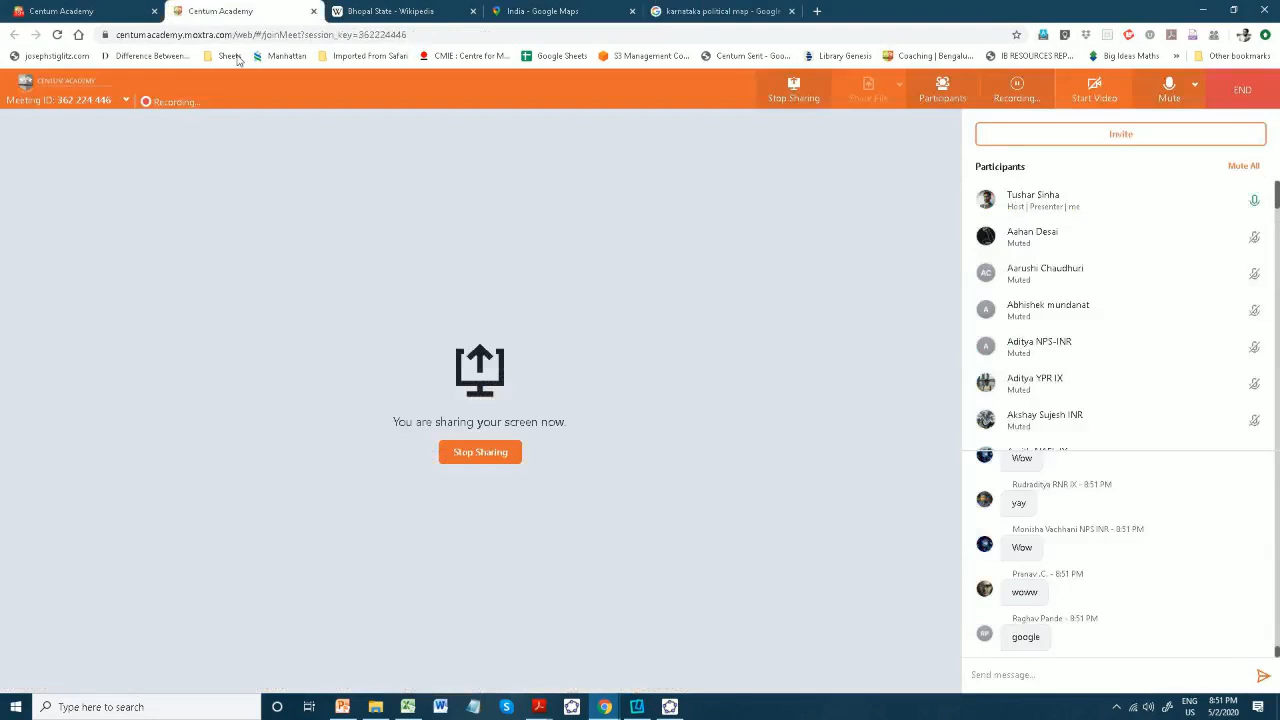 Centum Academy
Centum Academy
Bhopal State - Wikipedia
India - Google Maps
karnataka political map - Googl
centumacademy.moxtra.com/web/#/joinMeet?session_key=362224446
josephstiglitz.com
Difference Between...
Sheets
Manhattan
Imported From Safari
CMIE : Centre for M...
Google Sheets
S3 Management Co...
Centum Sent - Goo...
Library Genesis
Coaching | Bengalu...
IB RESOURCES REP...
Big Ideas Maths
Other bookmarks
CENTUM ACADEMY
Meeting ID: 362 224 446
Recording...
Stop Sharing
Share File
Participants
Recording...
Start Video
Mute
END
You are sharing your screen now.
Stop Sharing
Invite
Participants
Mute All
Tushar Sinha
Host | Presenter | me
Aahan Desai
Muted
AC
Aarushi Chaudhuri
Muted
A
Abhishek mundanat
Muted
A
Aditya NPS-INR
Muted
Aditya YPR IX
Muted
Akshay Sujesh INR
Muted
Wow
Rudraditya RNR IX - 8:51 PM
yay
Monisha Vachhani NPS INR - 8:51 PM
Wow
Pranav .C. - 8:51 PM
woww
Raghav Pande - 8:51 PM
RP
google
Send message...
Type here to search
ENG
US
8:51 PM
5/2/2020